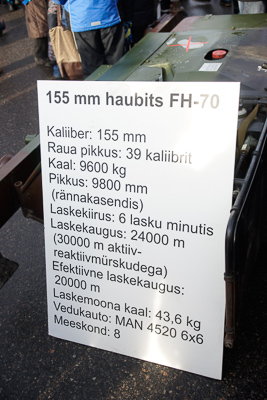 155 mm haubits FH-70
Kaliiber: 155 mm
Raua pikkus: 39 kaliibrit
Kaal: 9600 kg
Pikkus: 9800 mm
(rännakasendis)
Laskekiirus: 6 lasku minutis
Laskekaugus: 24000 m
(30000 m aktiiv-
reaktiivmürskudega)
Efektiivne laskekaugus:
20000 m
Laskemoona kaal: 43,6 kg
Vedukauto: MAN 4520 6x6
Meeskond: 8